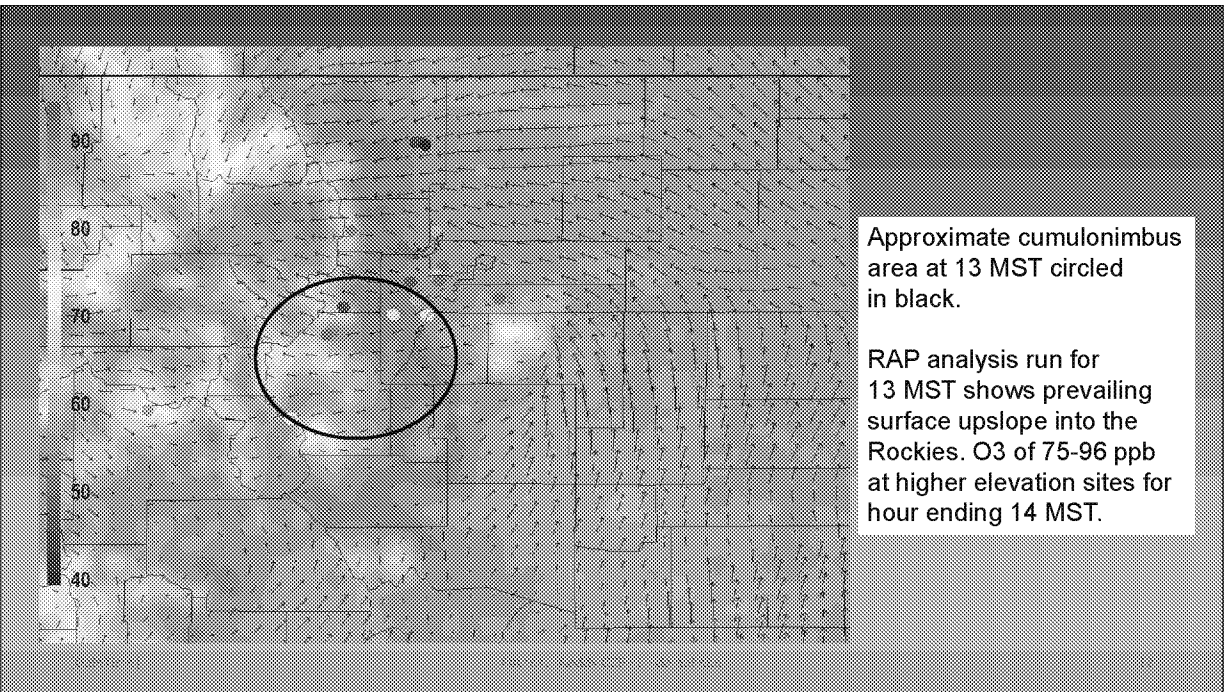 90
80
70
60
50
40
Approximate cumulonimbus
area at 13 MST circled
in black.
RAP analysis run for
13 MST shows prevailing
surface upslope into the
Rockies. O3 of 75-96 ppb
at higher elevation sites for
hour ending 14 MST.